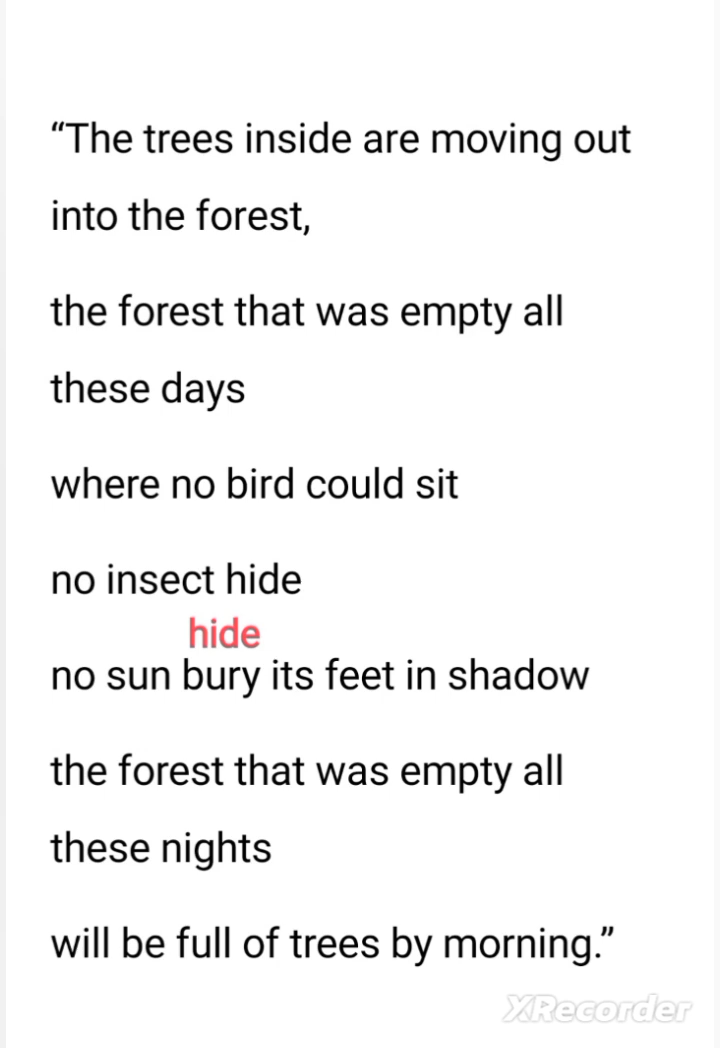 “The trees inside are moving out
into the forest,
the forest that was empty all
these days
where no bird could sit
no insect hide
hide
no sun bury its feet in shadow
the forest that was empty all
these nights
will be full of trees by morning.”
XRecorder